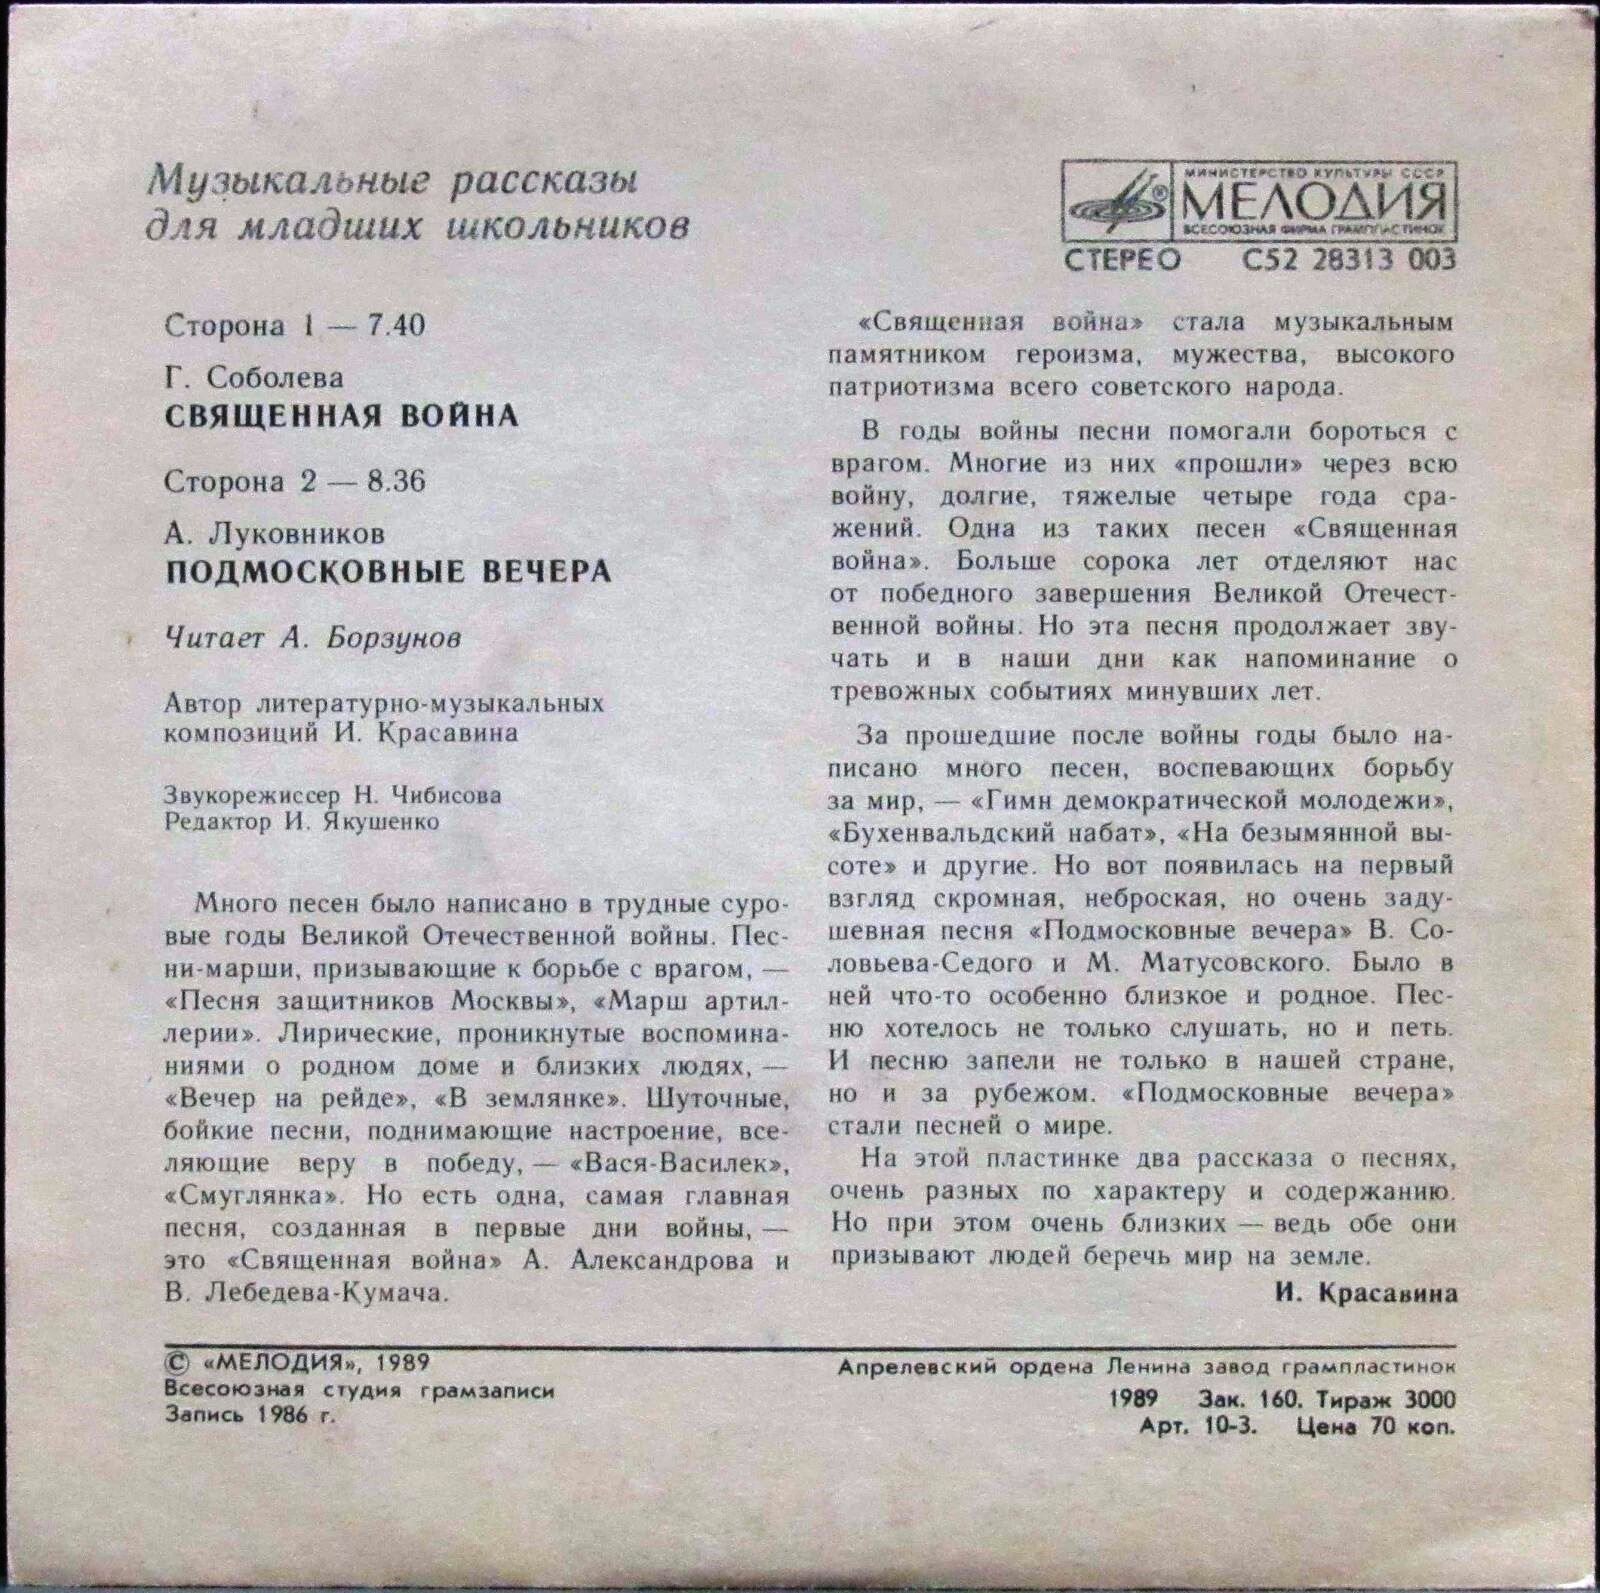 Музыкальные рассказы
для младших школьников
МИНИСТЕРСТВО КУЛЬТУРЫ СССР
МЕЛОДИЯ
ВСЕСОЮЗНАЯ ФИРМА ГРАМПЛАСТИНОК
СТЕРЕО С52 28313 003
Сторона 1 — 7.40
Г. Соболева
СВЯЩЕННАЯ ВОЙНА
Сторона 2 — 8.36
А. Луковников
ПОДМОСКОВНЫЕ ВЕЧЕРА
Читает А. Борзунов
Автор литературно-музыкальных
композиций И. Красавина
Звукорежиссер Н. Чибисова
Редактор И. Якушенко
Много песен было написано в трудные суро-
вые годы Великой Отечественной войны. Пес-
ни-марши, призывающие к борьбе с врагом, —
«Песня защитников Москвы», «Марш артил-
лерии». Лирические, проникнутые воспомина-
ниями о родном доме и близких людях, —
«Вечер на рейде», «В землянке». Шуточные,
бойкие песни, поднимающие настроение, все-
ляющие веру в победу, — «Вася-Василек»,
«Смуглянка». Но есть одна, самая главная
песня, созданная в первые дни войны, —
это «Священная война» А. Александрова и
В. Лебедева-Кумача.
«Священная война» стала музыкальным
памятником героизма, мужества, высокого
патриотизма всего советского народа.
В годы войны песни помогали бороться с
врагом. Многие из них «прошли» через всю
войну, долгие, тяжелые четыре года сра-
жений. Одна из таких песен «Священная
война». Больше сорока лет отделяют нас
от победного завершения Великой Отечест-
венной войны. Но эта песня продолжает зву-
чать и в наши дни как напоминание о
тревожных событиях минувших лет.
За прошедшие после войны годы было на-
писано много песен, воспевающих борьбу
за мир, — «Гимн демократической молодежи»,
«Бухенвальдский набат», «На безымянной вы-
соте» и другие. Но вот появилась на первый
взгляд скромная, неброская, но очень заду-
шевная песня «Подмосковные вечера» В. Со-
ловьева-Седого и М. Матусовского. Было в
ней что-то особенно близкое и родное. Пес-
ню хотелось не только слушать, но и петь.
И песню запели не только в нашей стране,
но и за рубежом. «Подмосковные вечера»
стали песней о мире.
На этой пластинке два рассказа о песнях,
очень разных по характеру и содержанию.
Но при этом очень близких — ведь обе они
призывают людей беречь мир на земле.
И. Красавина
© «МЕЛОДИЯ», 1989
Всесоюзная студия грамзаписи
Запись 1986 г.
Апрелевский ордена Ленина завод грампластинок
1989 Зак. 160. Тираж 3000
Арт. 10-3. Цена 70 коп.